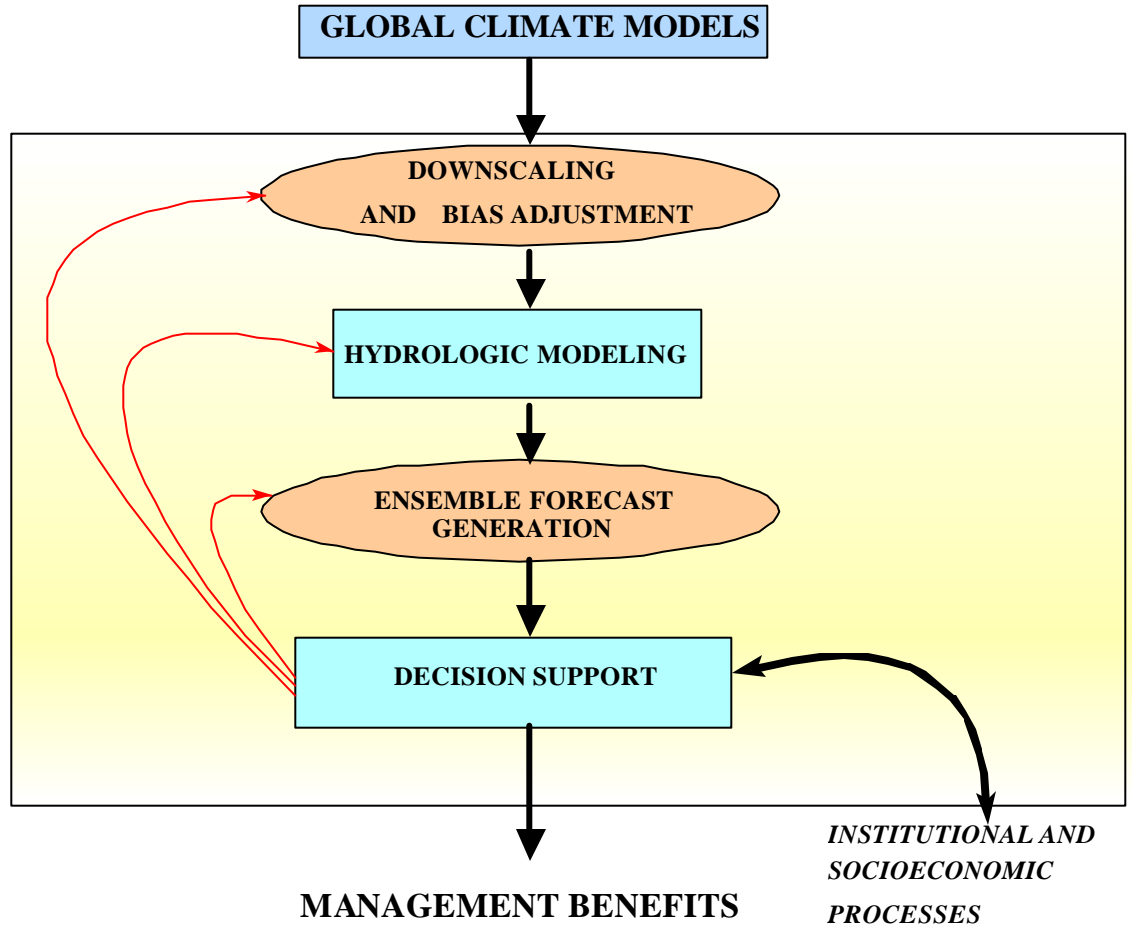 GLOBAL CLIMATE MODELS
DOWNSCALING
AND BIAS ADJUSTMENT
HYDROLOGIC MODELING
ENSEMBLE FORECAST
GENERATION
DECISION SUPPORT
INSTITUTIONAL AND
SOCIOECONOMIC
PROCESSES
MANAGEMENT BENEFITS